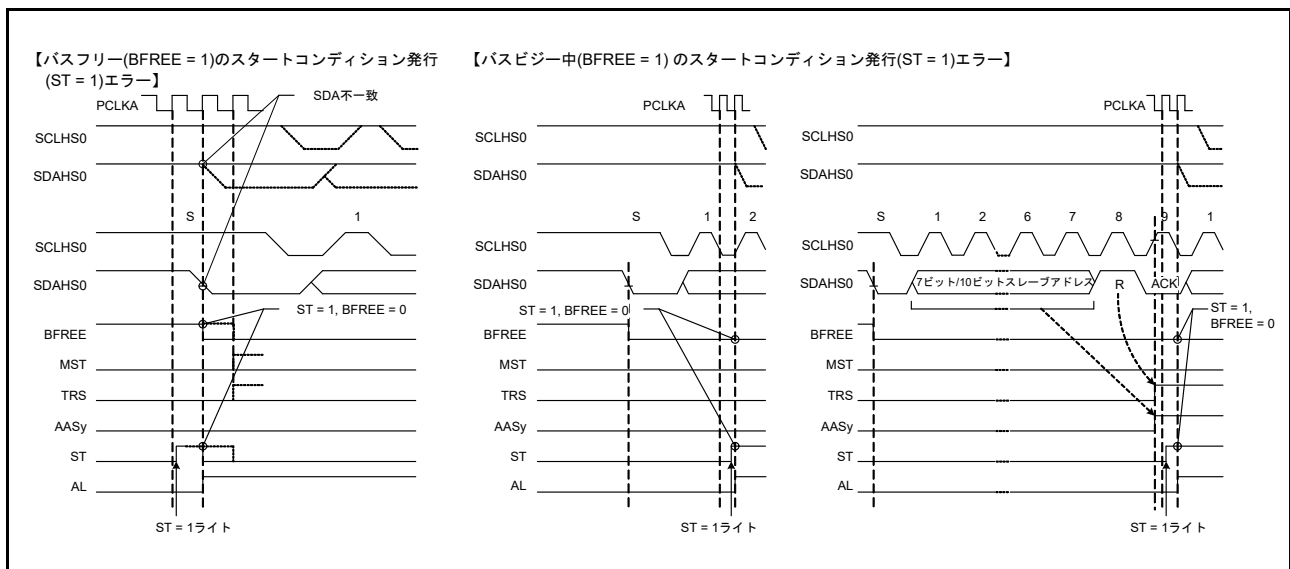 【バスフリー(BFREE = 1)のスタートコンディション発行
(ST = 1)エラー】
PCLKA
SDA不一致
SCLHS0
SDAHS0
S
1
SCLHS0
SDAHS0
ST = 1, BFREE = 0
BFREE
MST
TRS
AASy
ST
AL
ST = 1ライト
【バスビジー中(BFREE = 1) のスタートコンディション発行(ST = 1)エラー】
PCLKA
SCLHS0
SDAHS0
S
1
2
SCLHS0
SDAHS0
ST = 1, BFREE = 0
BFREE
MST
TRS
AASy
ST
AL
ST = 1ライト
PCLKA
SCLHS0
SDAHS0
S
1
2
6
7
8
9
1
SCLHS0
SDAHS0
7ビット/10ビットスレーブアドレス
R
ACK
ST = 1,
BFREE = 0
BFREE
MST
TRS
AASy
ST
AL
ST = 1ライト